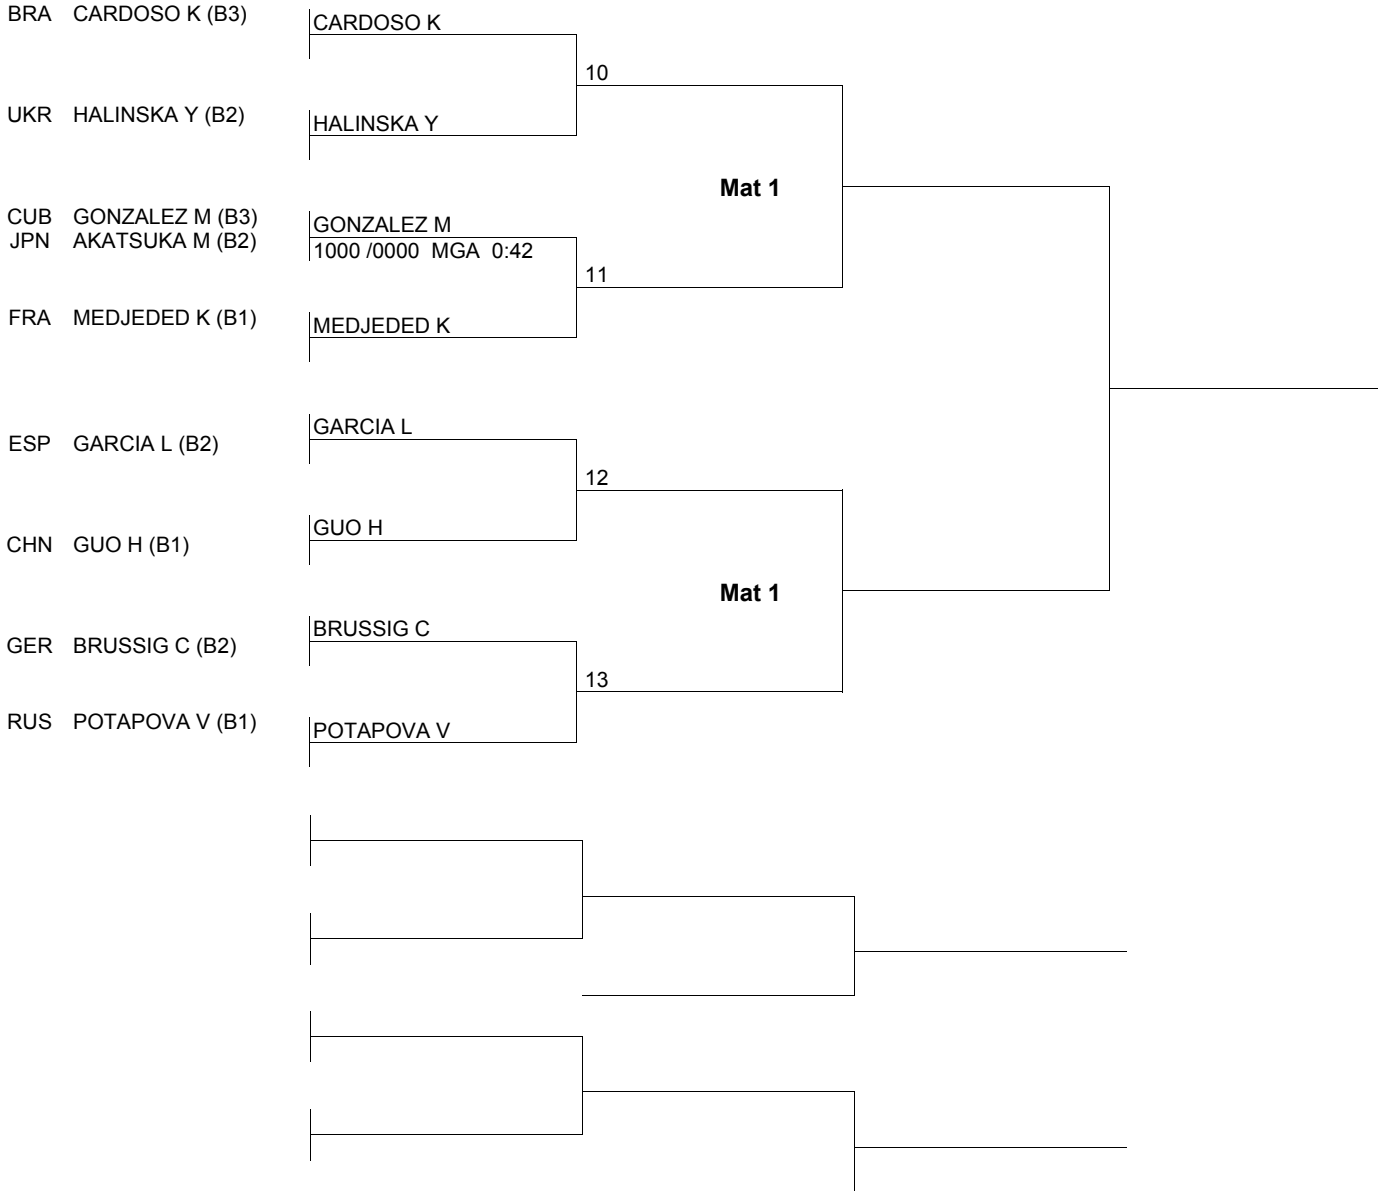 BRA CARDOSO K (B3)
CARDOSO K
10
UKR HALINSKA Y (B2)
HALINSKA Y
Mat 1
CUB GONZALEZ M (B3)
GONZALEZ M
JPN AKATSUKA M (B2)
1000 /0000 MGA 0:42
11
FRA MEDJEDED K (B1)
MEDJEDED K
GARCIA L
ESP GARCIA L (B2)
12
GUO H
CHN GUO H (B1)
Mat 1
BRUSSIG C
GER BRUSSIG C (B2)
13
RUS POTAPOVA V (B1)
POTAPOVA V